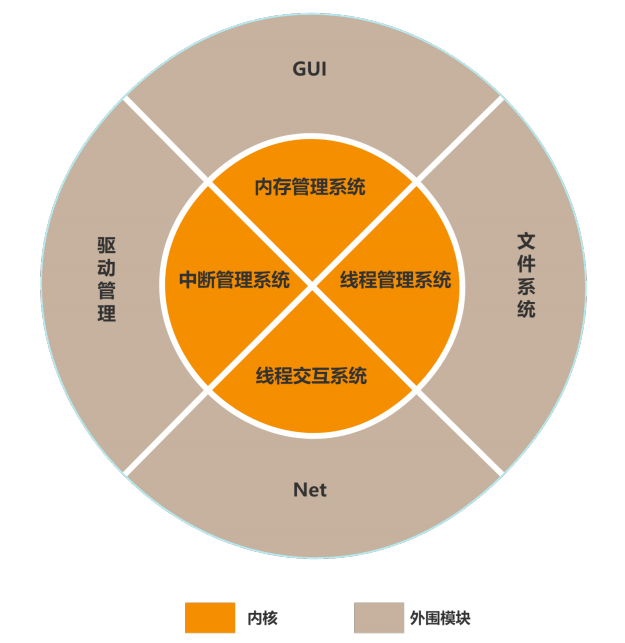 GUI
内存管理系统
驱动管理
中断管理系统
线程管理系统
文件系统
线程交互系统
Net
内核
外围模块